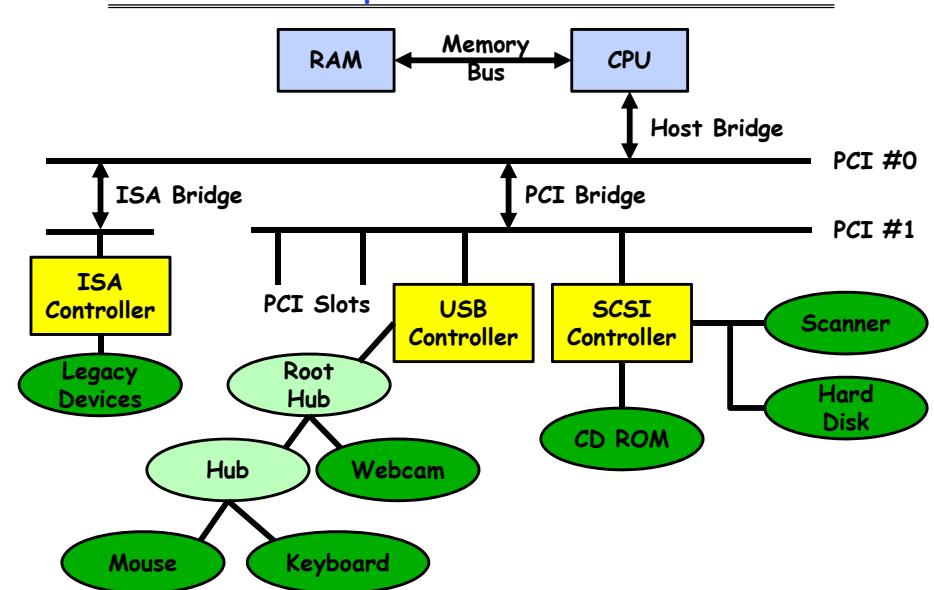 RAM
Memory
Bus
CPU
Host Bridge
PCI #0
ISA Bridge
PCI Bridge
PCI #1
ISA
Controller
PCI Slots
USB
Controller
SCSI
Controller
Scanner
Legacy
Devices
Root
Hub
Hard
Disk
CD ROM
Hub
Webcam
Mouse
Keyboard